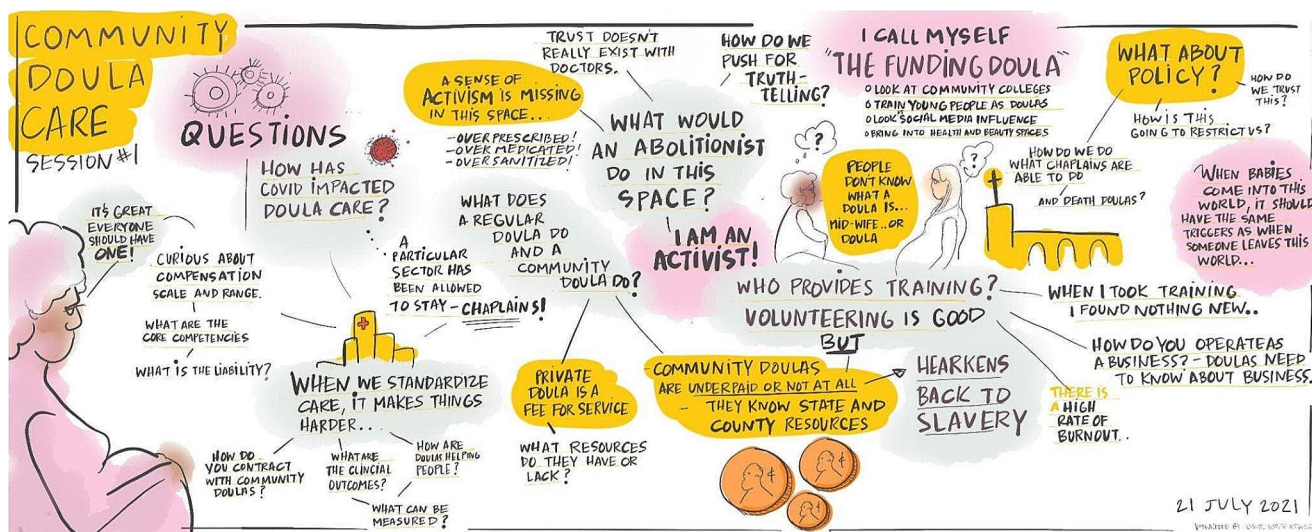 COMMUNITY
DOULA
CARE
SESSION #1
QUESTIONS
HOW HAS
COVID IMPACTED
DOULA CARE?
IT'S GREAT
EVERYONE
SHOULD HAVE
ONE!
CURIOUS ABOUT
COMPENSATION
SCALE AND RANGE.
WHAT ARE THE
CORE COMPETENCIES
WHAT IS THE LIABILITY?
A
PARTICULAR
SECTOR HAS
BEEN ALLOWED
TO STAY - CHAPLAINS!
WHEN WE STANDARDIZE
CARE, IT MAKES THINGS
HARDER...
HOW DO
YOU CONTRACT
WITH COMMUNITY
DOULAS?
WHAT ARE
THE CLINCIAL
OUTCOMES?
HOW ARE
DOULAS HELPING
PEOPLE?
WHAT CAN BE
MEASURED?
A SENSE OF
ACTIVISM IS MISSING
IN THIS SPACE...
- OVER PRESCRIBED!
- OVER MEDICATED!
- OVER SANITIZED!
TRUST DOESN'T
REALLY EXIST WITH
DOCTORS.
HOW DO WE
PUSH FOR
TRUTH-
TELLING?
WHAT WOULD
AN ABOLITIONIST
DO IN THIS
SPACE?
I AM AN
ACTIVIST!
WHAT DOES
A REGULAR
DOULA DO
AND A
COMMUNITY
DOULA DO?
PRIVATE
DOULA IS A
FEE FOR SERVICE
WHAT RESOURCES
DO THEY HAVE OR
LACK?
- COMMUNITY DOULAS
ARE UNDERPAID OR NOT AT ALL
- THEY KNOW STATE AND
COUNTY RESOURCES
HEARKENS
BACK TO
SLAVERY
I CALL MYSELF
"THE FUNDING DOULA"
O LOOK AT COMMUNITY COLLEGES
O TRAIN YOUNG PEOPLE AS DOULAS
O LOOK SOCIAL MEDIA INFLUENCE
O BRING INTO HEALTH AND BEAUTY SPACES
?
PEOPLE
DON'T KNOW
WHAT A
DOULA IS...
MID-WIFE.. OR
DOULA
?
WHO PROVIDES TRAINING?
VOLUNTEERING IS GOOD
BUT
WHEN I TOOK TRAINING
I FOUND NOTHING NEW..
HOW DO YOU OPERATE AS
A BUSINESS? - DOULAS NEED
TO KNOW ABOUT BUSINESS.
THERE IS
A HIGH
RATE OF
BURNOUT..
WHAT ABOUT
POLICY?
HOW DO
WE TRUST
THIS?
HOW IS THIS
GOING TO RESTRICT US?
HOW DO WE DO
WHAT CHAPLAINS ARE
ABLE TO DO
AND DEATH DOULAS?
WHEN BABIES
COME INTO THIS
WORLD, IT SHOULD
HAVE THE SAME
TRIGGERS AS WHEN
SOMEONE LEAVES THIS
WORLD...
21 JULY 2021